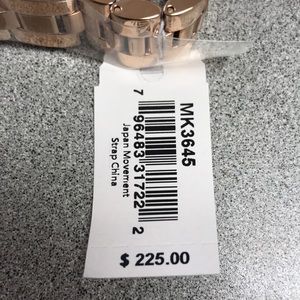 MK3645
7 96483 31722 2
Japan Movement
Strap China
$ 225.00